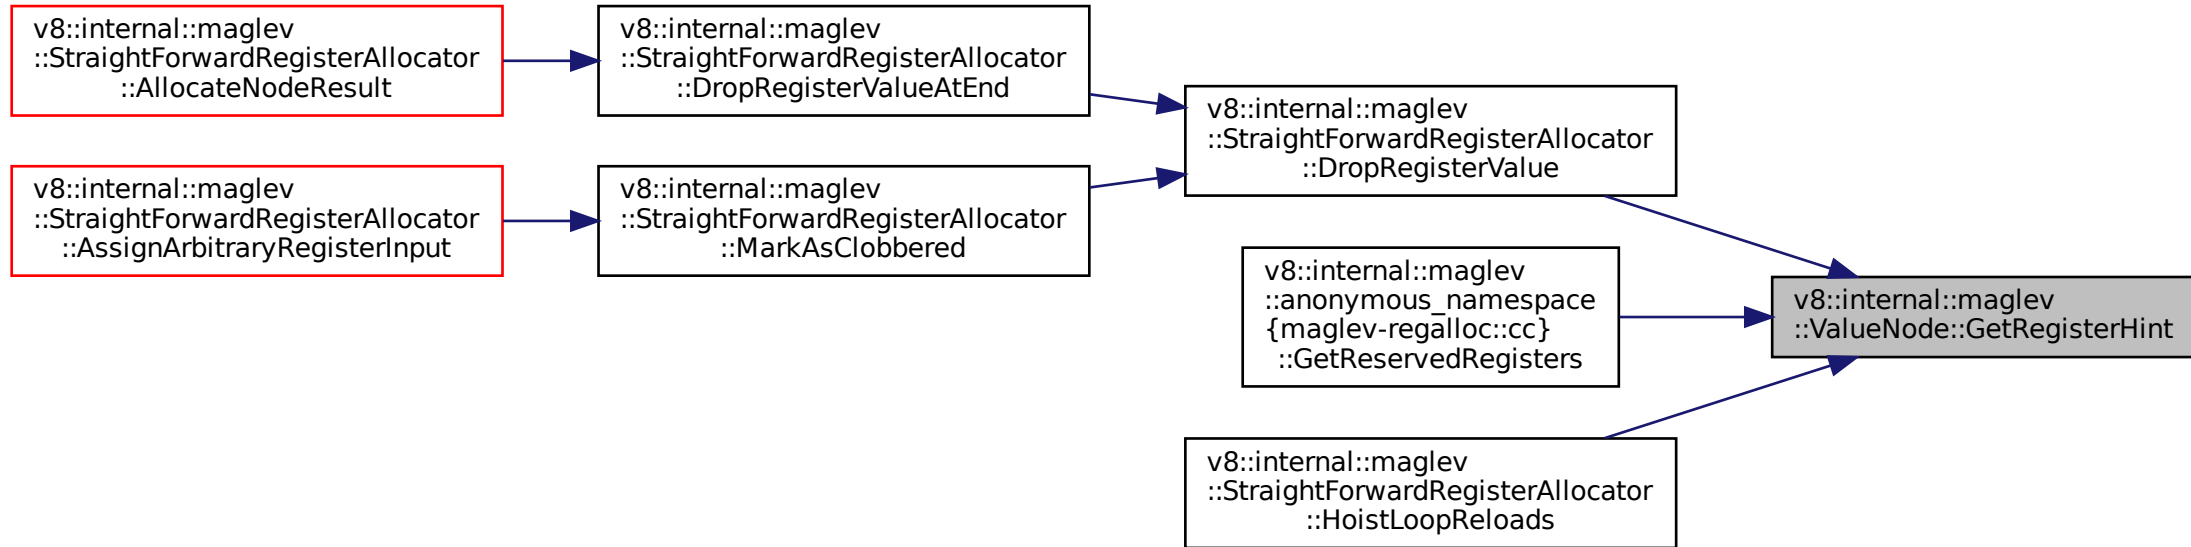 v8::internal::maglev
::StraightForwardRegisterAllocator
::AllocateNodeResult
v8::internal::maglev
::StraightForwardRegisterAllocator
::DropRegisterValueAtEnd
v8::internal::maglev
::StraightForwardRegisterAllocator
::DropRegisterValue
v8::internal::maglev
::StraightForwardRegisterAllocator
::AssignArbitraryRegisterInput
v8::internal::maglev
::StraightForwardRegisterAllocator
::MarkAsClobbered
v8::internal::maglev
::anonymous_namespace
{maglev-regalloc::cc}
::GetReservedRegisters
v8::internal::maglev
::ValueNode::GetRegisterHint
v8::internal::maglev
::StraightForwardRegisterAllocator
::HoistLoopReloads